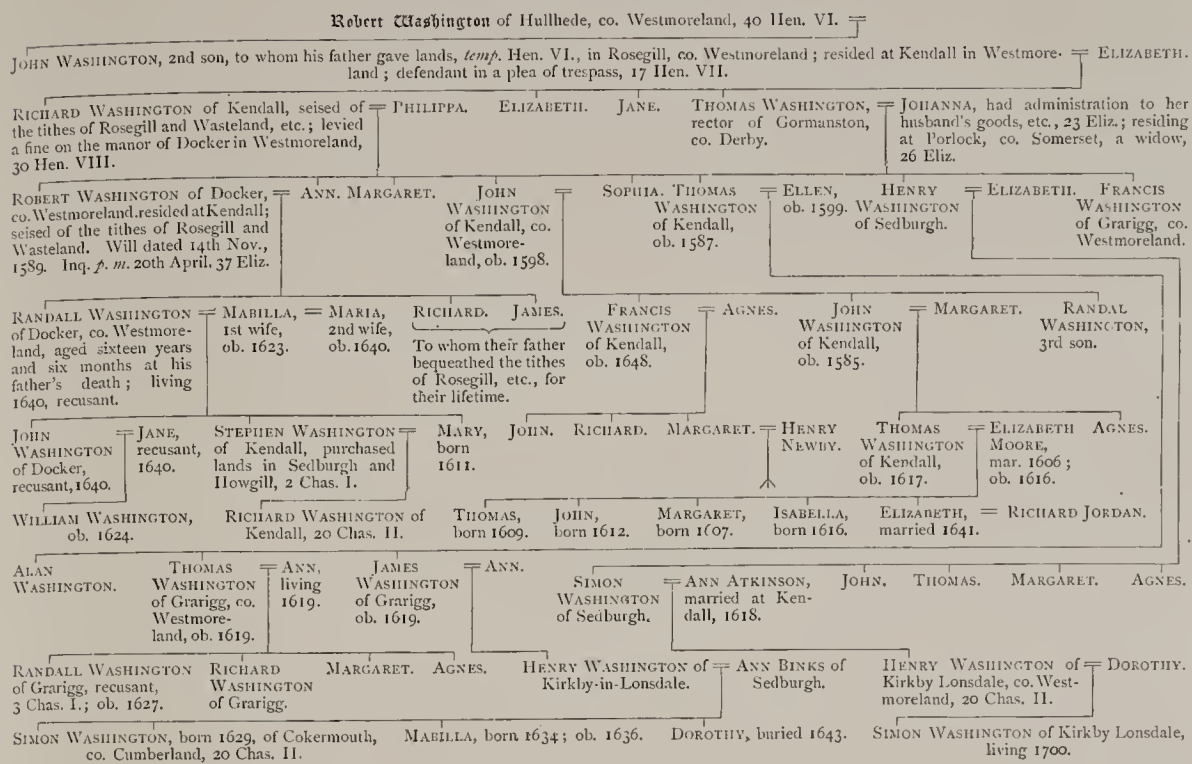 Robert Washington of Hullhede, co. Westmoreland, 40 Hen. VI.
JOHN WASHINGTON, 2nd son, to whom his father gave lands, temp. Hen. VI., in Rosegill, co. Westmoreland; resided at Kendall in Westmore-
land; defendant in a plea of trespass, 17 Hen. VII.
= ELIZABETH.
RICHARD WASHINGTON of Kendall, seised of
the tithes of Rosegill and Wasteland, etc.; levied
a fine on the manor of Docker in Westmoreland,
30 Hen. VIII.
= PHILIPPA.
ELIZABETH.
JANE.
THOMAS WASHINGTON,
rector of Gormanston,
co. Derby.
= JOHANNA, had administration to her
husband's goods, etc., 23 Eliz.; residing
at Porlock, co. Somerset, a widow,
26 Eliz.
ROBERT WASHINGTON of Docker,
co. Westmoreland. resided at Kendall;
seised of the tithes of Rosegill and
Wasteland. Will dated 14th Nov.,
1589. Inq. p. m. 20th April. 37 Eliz.
= ANN.
MARGARET.
JOHN
WASHINGTON
of Kendall, co.
Westmore-
land, ob. 1598.
= SOPHIA.
THOMAS
WASHINGTON
of Kendall,
ob. 1587.
= ELLEN,
ob. 1599.
HENRY
WASHINGTON
of Sedburgh.
= ELIZABETH.
FRANCIS
WASHINGTON
of Grarigg, co.
Westmoreland.
RANDALL WASHINGTON
of Docker, co. Westmore-
land, aged sixteen years
and six months at his
father's death; living
1640, recusant.
= MABILLA,
1st wife,
ob. 1623.
= MARIA,
2nd wife,
ob. 1640.
RICHARD. JAMES.
To whom their father
bequeathed the tithes
of Rosegill, etc., for
their lifetime.
FRANCIS
WASHINGTON
of Kendall,
ob. 1648.
= AGNES.
JOHN
WASHINGTON
of Kendall,
ob. 1585.
= MARGARET.
RANDAL
WASHINGTON,
3rd son.
JOHN
WASHINGTON
of Docker,
recusant, 1640.
= JANE,
recusant,
1640.
STEPHEN WASHINGTON
of Kendall, purchased
lands in Sedburgh and
Howgill, 2 Chas. I.
=
MARY,
born
1611.
JOHN.
RICHARD.
MARGARET.
= HENRY
NEWBY.
THOMAS
WASHINGTON
of Kendall,
ob. 1617.
= ELIZABETH
MOORE,
mar. 1606;
ob. 1616.
AGNES.
WILLIAM WASHINGTON,
ob. 1624.
RICHARD WASHINGTON of
Kendall, 20 Chas. II.
THOMAS,
born 1609.
JOHN,
born 1612.
MARGARET,
born 1607.
ISABELLA,
born 1616.
ELIZABETH,
married 1641.
= RICHARD JORDAN.
ALAN
WASHINGTON.
THOMAS
WASHINGTON
of Grarigg, co.
Westmore-
land, ob. 1619.
= ANN,
living
1619.
JAMES
WASHINGTON
of Grarigg,
ob. 1619.
= ANN.
SIMON
WASHINGTON
of Sedburgh.
= ANN ATKINSON,
married at Ken-
dall, 1618.
JOHN.
THOMAS.
MARGARET.
AGNES.
RANDALL WASHINGTON
of Grarigg, recusant,
3 Chas. I.; ob. 1627.
RICHARD
WASHINGTON
of Grarigg.
MARGARET.
AGNES.
HENRY WASHINGTON of
Kirkby-in-Lonsdale.
= ANN BINKS of
Sedburgh.
HENRY WASHINGTON of
Kirkby Lonsdale, co. West-
moreland, 20 Chas. II.
= DOROTHY.
SIMON WASHINGTON, born 1629, of Cokermouth,
co. Cumberland, 20 Chas. II.
MABILLA, born 1634; ob. 1636.
DOROTHY, buried 1643.
SIMON WASHINGTON of Kirkby Lonsdale,
living 1700.